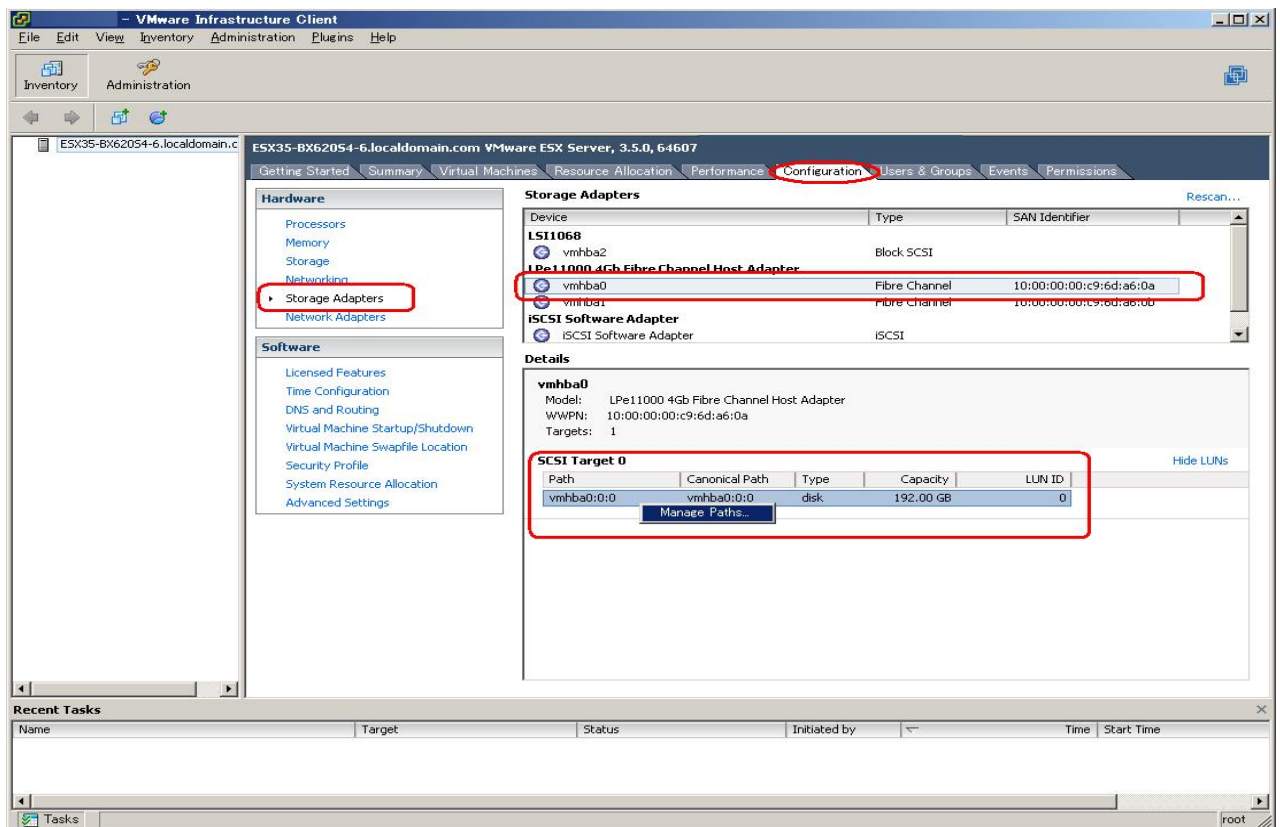 - VMware Infrastructure Client
File Edit View Inventory Administration Plugins Help
Inventory Administration
ESX35-BX620S4-6.localdomain.c
ESX35-BX620S4-6.localdomain.com VMware ESX Server, 3.5.0, 64607
Getting Started Summary Virtual Machines Resource Allocation Performance Configuration Users & Groups Events Permissions
Hardware
Processors
Memory
Storage
Networking
Storage Adapters
Network Adapters
Software
Licensed Features
Time Configuration
DNS and Routing
Virtual Machine Startup/Shutdown
Virtual Machine Swapfile Location
Security Profile
System Resource Allocation
Advanced Settings
Storage Adapters Rescan...
Device Type SAN Identifier
LSI1068
vmhba2 Block SCSI
LPe11000 4Gb Fibre Channel Host Adapter
vmhba0 Fibre Channel 10:00:00:00:c9:6d:a6:0a
vmhba1 Fibre Channel 10:00:00:00:c9:6d:a6:0b
iSCSI Software Adapter
iSCSI Software Adapter iSCSI
Details
vmhba0
Model: LPe11000 4Gb Fibre Channel Host Adapter
WWPN: 10:00:00:00:c9:6d:a6:0a
Targets: 1
SCSI Target 0 Hide LUNs
Path Canonical Path Type Capacity LUN ID
vmhba0:0:0 vmhba0:0:0 disk 192.00 GB 0
Manage Paths...
Recent Tasks
Name Target Status Initiated by Time Start Time
Tasks root